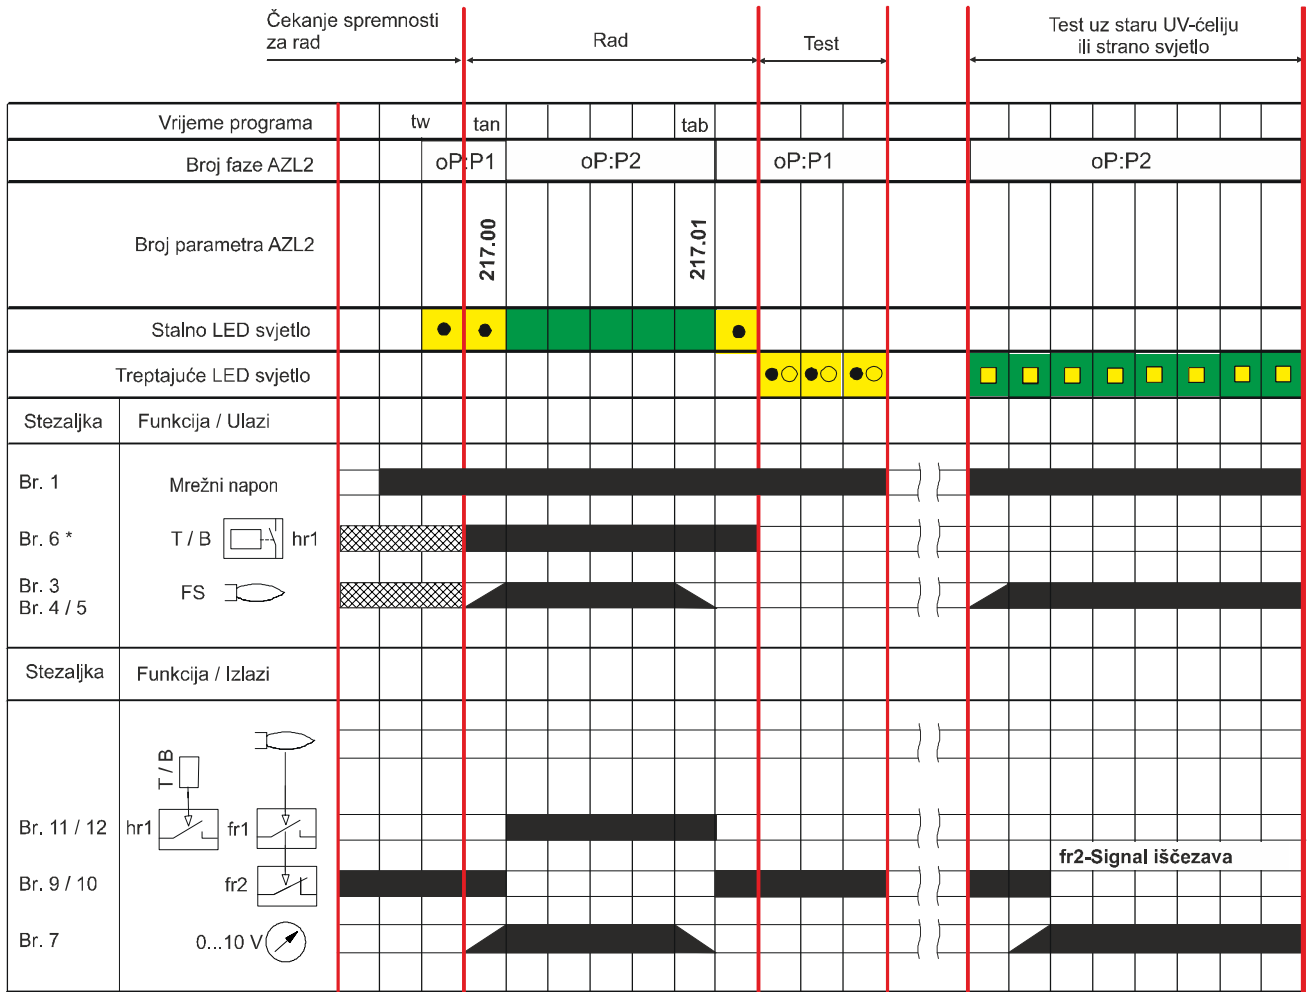 Čekanje spremnosti
za rad
Rad
Test
Test uz staru UV-ćeliju
ili strano svjetlo
Vrijeme programa
tw
tan
tab
Broj faze AZL2
oP:P1
oP:P2
oP:P1
oP:P2
Broj parametra AZL2
217.00
217.01
Stalno LED svjetlo
Treptajuće LED svjetlo
Stezaljka
Funkcija / Ulazi
Br. 1
Mrežni napon
Br. 6 *
T / B
hr1
Br. 3
Br. 4 / 5
FS
Stezaljka
Funkcija / Izlazi
T / B
Br. 11 / 12
hr1
fr1
fr2-Signal iščezava
Br. 9 / 10
fr2
Br. 7
0...10 V